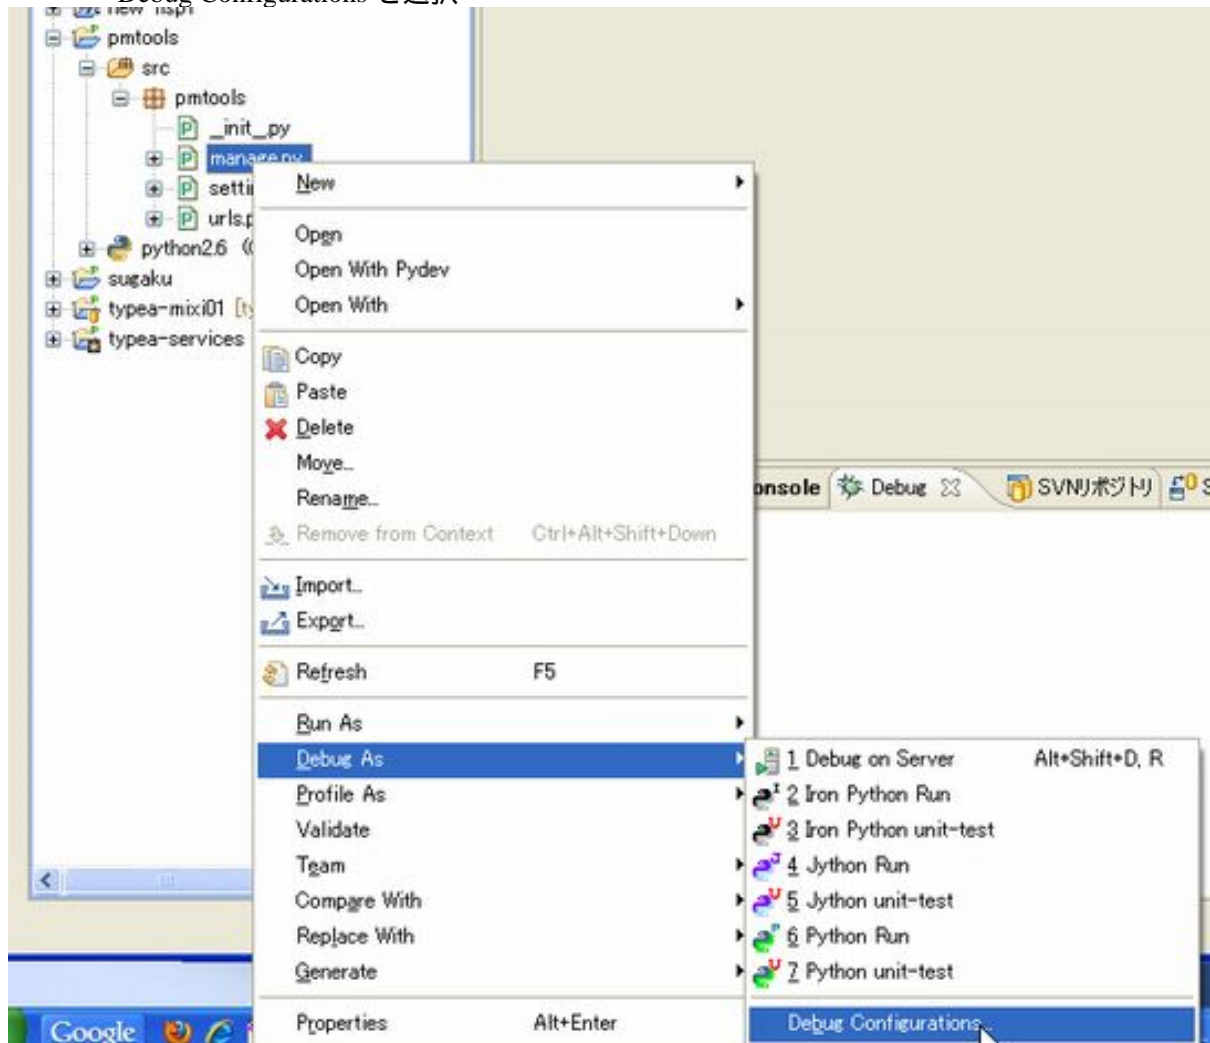 Debug Configurations を選択
pmtools
src
pmtools
_init_.py
manage.py
setti
urls.p
python2.6
sugaku
typea-mixi01 [t
typea-services
New
Open
Open With Pydev
Open With
Copy
Paste
Delete
Move...
Rename...
Remove from Context Ctrl+Alt+Shift+Down
Import...
Export...
Refresh F5
Run As
Debug As
Profile As
Validate
Team
Compare With
Replace With
Generate
Properties Alt+Enter
onsole Debug SVNリポジトリ S
1 Debug on Server Alt+Shift+D, R
2 Iron Python Run
3 Iron Python unit-test
4 Jython Run
5 Jython unit-test
6 Python Run
7 Python unit-test
Debug Configurations...
Google